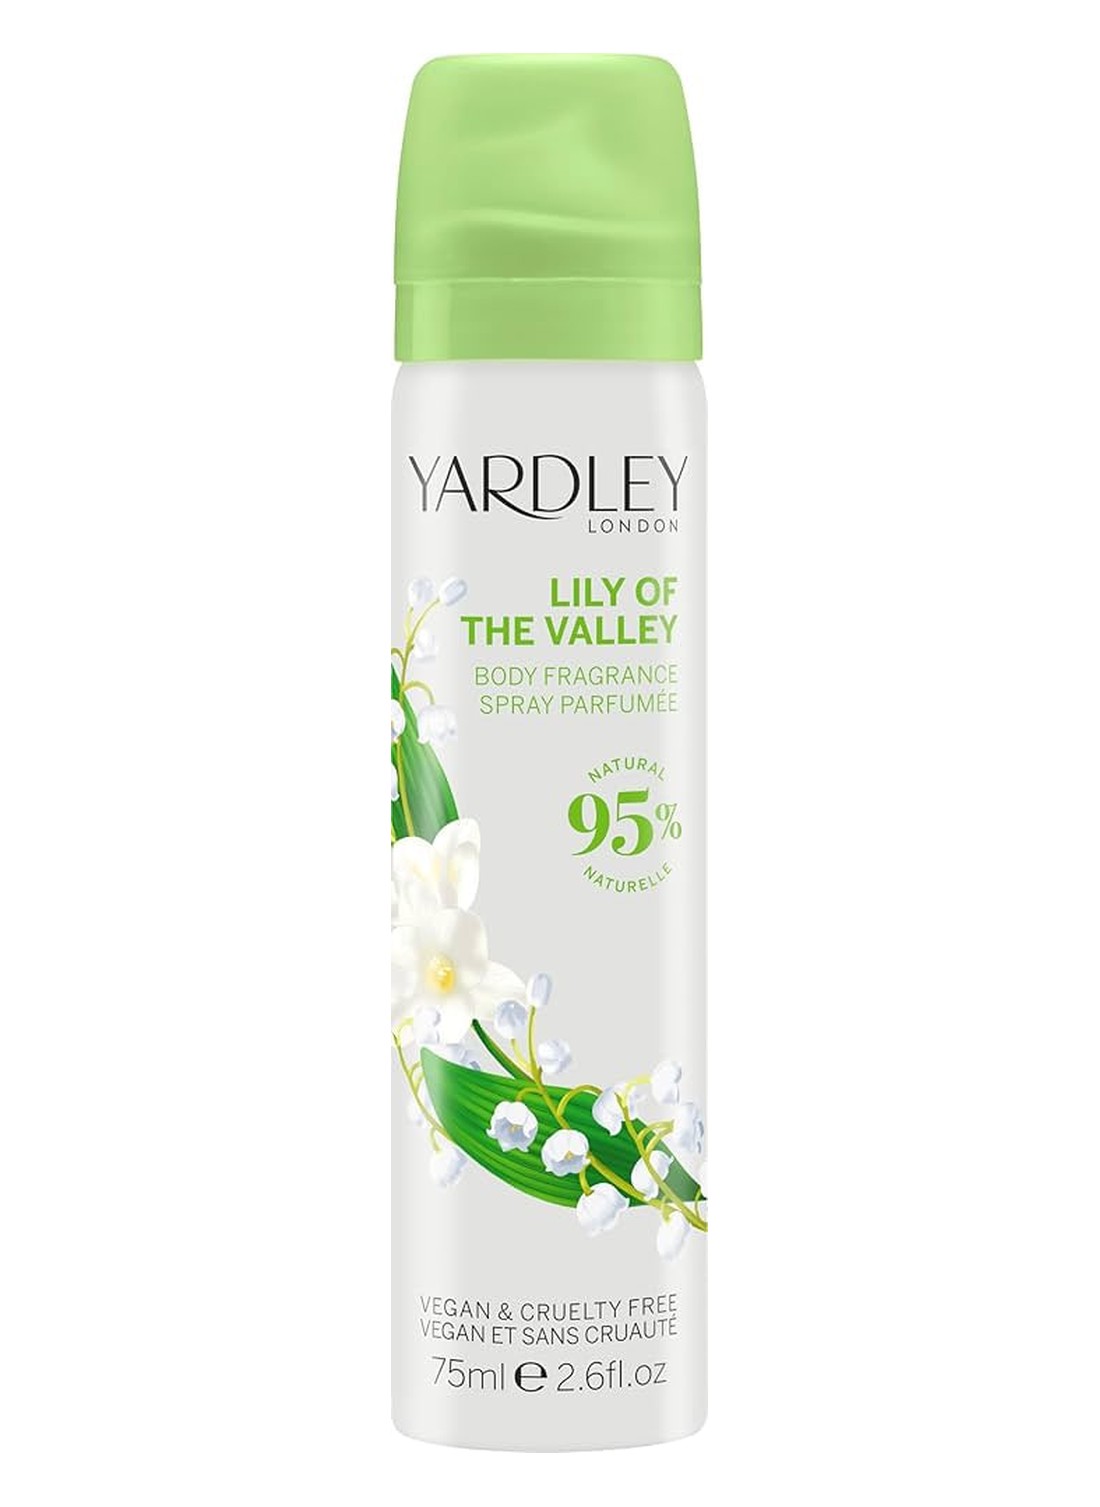 YARDLEY
LONDON
LILY OF
THE VALLEY
BODY FRAGRANCE
SPRAY PARFUMÉE
NATURAL
95%
NATURELLE
VEGAN & CRUELTY FREE
VEGAN ET SANS CRUAUTÉ
75ml e 2.6fl.oz